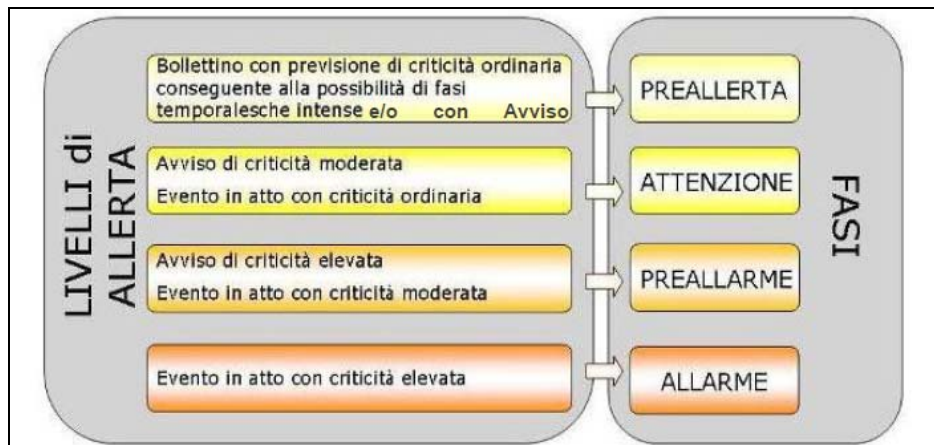 LIVELLI di
ALLERTA
Bollettino con previsione di criticità ordinaria
conseguente alla possibilità di fasi
temporalesche intense e/o con Avviso
PREALLERTA
Avviso di criticità moderata
Evento in atto con criticità ordinaria
ATTENZIONE
Avviso di criticità elevata
Evento in atto con criticità moderata
PREALLARME
Evento in atto con criticità elevata
ALLARME
FASI